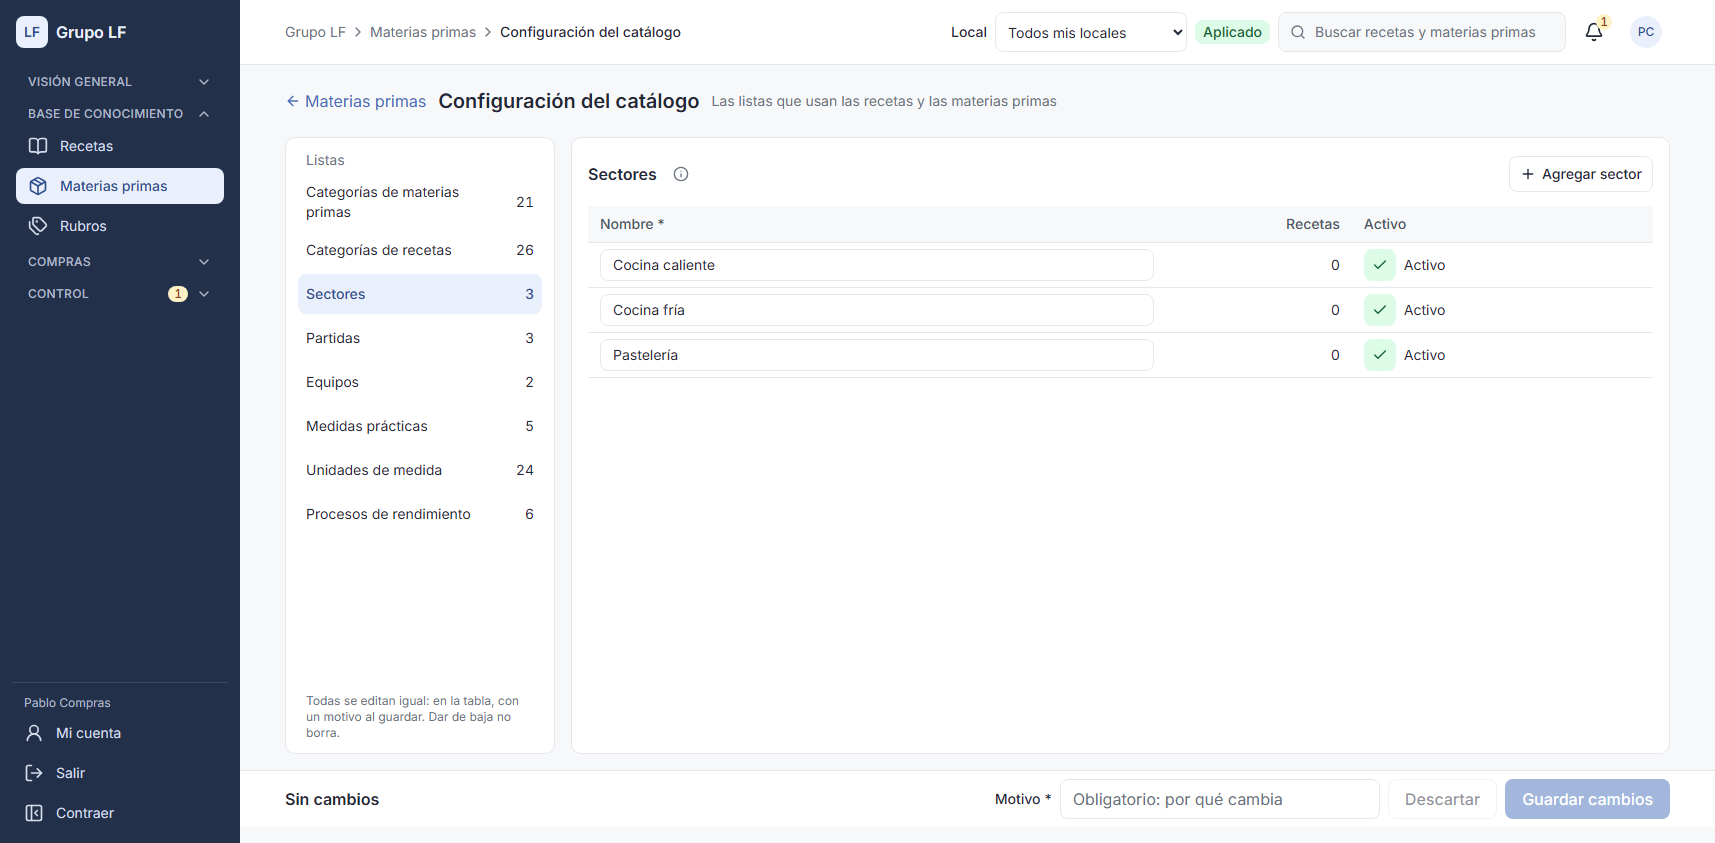 LF Grupo LF
VISIÓN GENERAL
BASE DE CONOCIMIENTO
Recetas
Materias primas
Rubros
COMPRAS
CONTROL 1
Pablo Compras
Mi cuenta
Salir
Contraer
Grupo LF > Materias primas > Configuración del catálogo
Local Todos mis locales Aplicado Buscar recetas y materias primas 1 PC
← Materias primas Configuración del catálogo Las listas que usan las recetas y las materias primas
Listas
Categorías de materias
primas 21
Categorías de recetas 26
Sectores 3
Partidas 3
Equipos 2
Medidas prácticas 5
Unidades de medida 24
Procesos de rendimiento 6
Todas se editan igual: en la tabla, con
un motivo al guardar. Dar de baja no
borra.
Sectores + Agregar sector
Nombre * Recetas Activo
Cocina caliente 0 Activo
Cocina fría 0 Activo
Pastelería 0 Activo
Sin cambios Motivo * Obligatorio: por qué cambia Descartar Guardar cambios